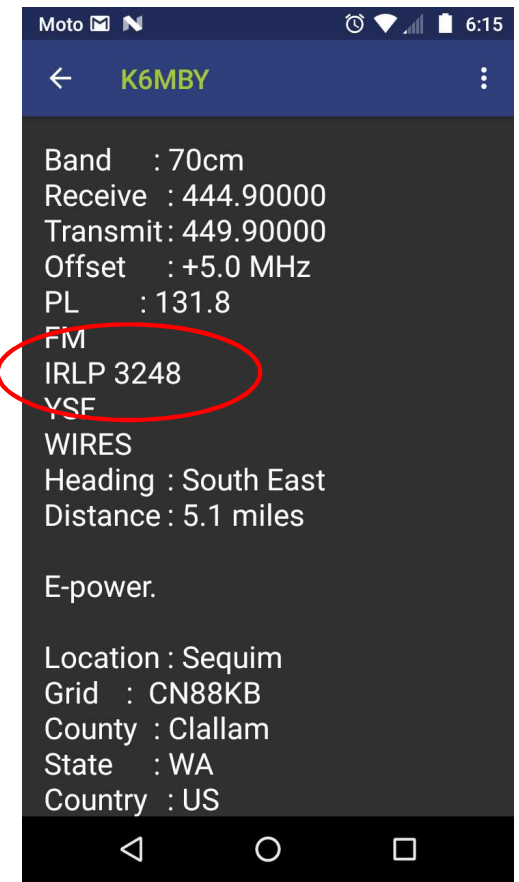 Moto 6:15
K6MBY
Band : 70cm
Receive : 444.90000
Transmit : 449.90000
Offset : +5.0 MHz
PL : 131.8
FM
IRLP 3248
YSF
WIRES
Heading : South East
Distance : 5.1 miles
E-power.
Location : Sequim
Grid : CN88KB
County : Clallam
State : WA
Country : US